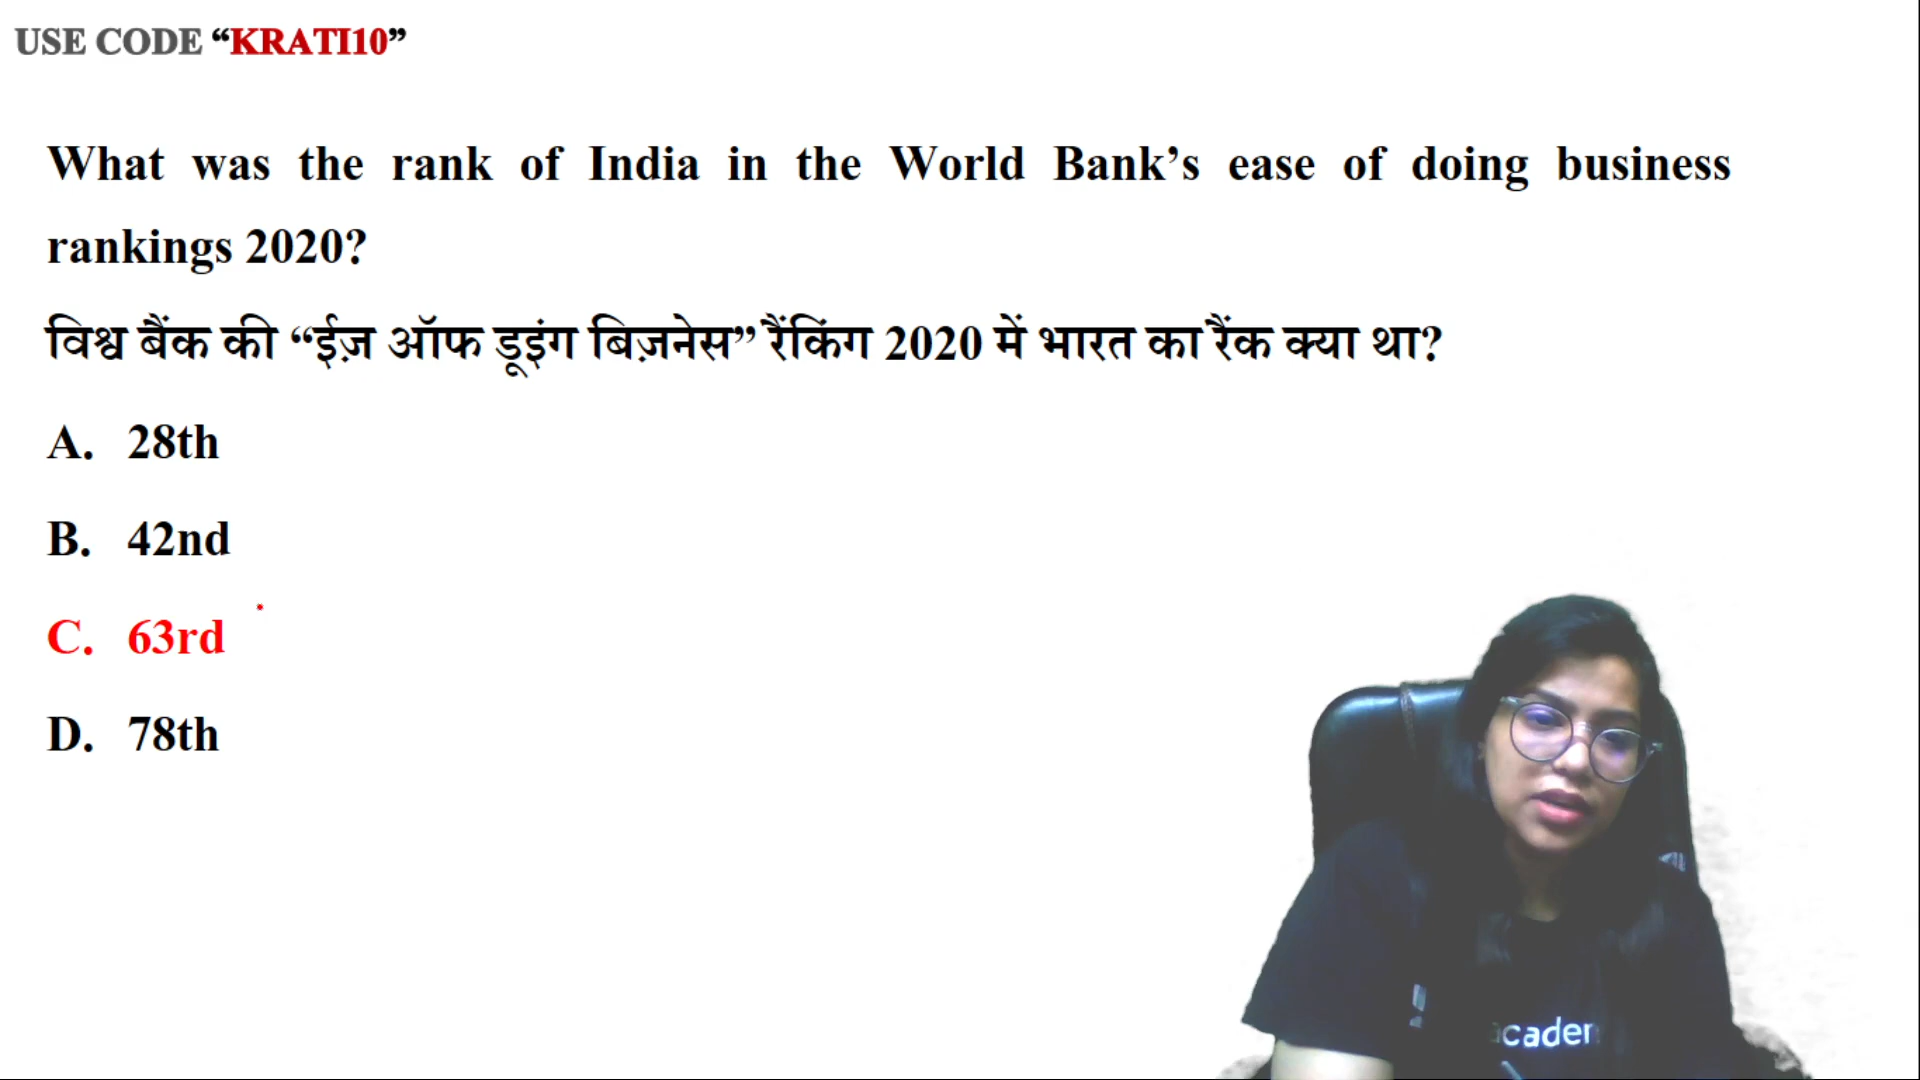 USE CODE “KRATI10”
What was the rank of India in the World Bank’s ease of doing business
rankings 2020?
विश्व बैंक की “ईज़ ऑफ डूइंग बिज़नेस” रैंकिंग 2020 में भारत का रैंक क्या था?
A. 28th
B. 42nd
C. 63rd
D. 78th